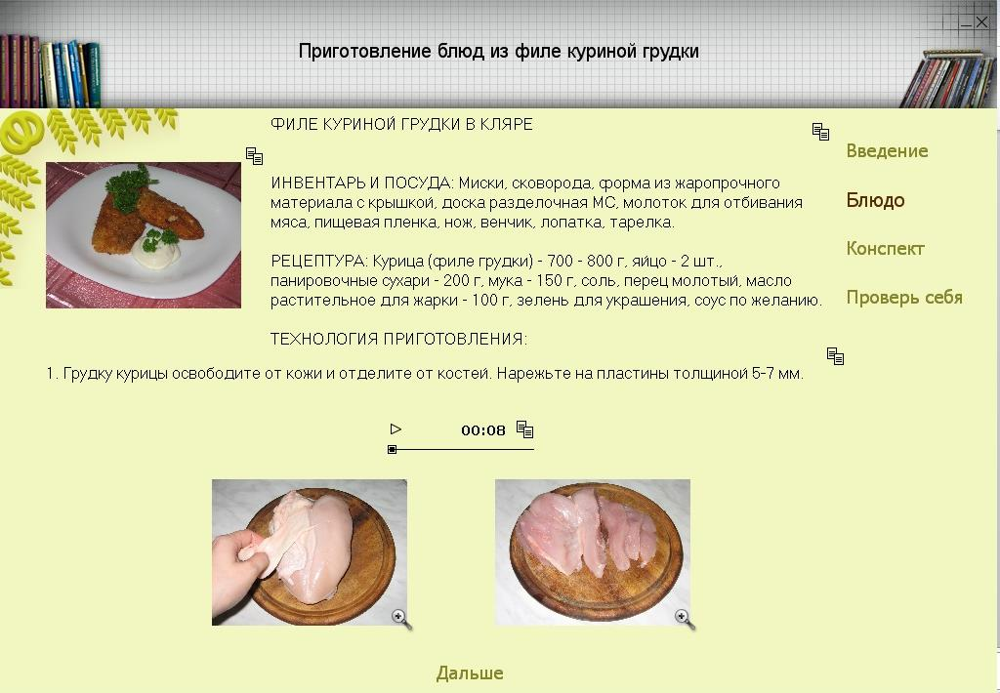 Приготовление блюд из филе куриной грудки
ФИЛЕ КУРИНОЙ ГРУДКИ В КЛЯРЕ
ИНВЕНТАРЬ И ПОСУДА: Миски, сковорода, форма из жаропрочного
материала с крышкой, доска разделочная МС, молоток для отбивания
мяса, пищевая пленка, нож, венчик, лопатка, тарелка.
РЕЦЕПТУРА: Курица (филе грудки) - 700 - 800 г, яйцо - 2 шт.,
панировочные сухари - 200 г, мука - 150 г, соль, перец молотый, масло
растительное для жарки - 100 г, зелень для украшения, соус по желанию.
ТЕХНОЛОГИЯ ПРИГОТОВЛЕНИЯ:
1. Грудку курицы освободите от кожи и отделите от костей. Нарежьте на пластины толщиной 5-7 мм.
00:08
Дальше
Введение
Блюдо
Конспект
Проверь себя